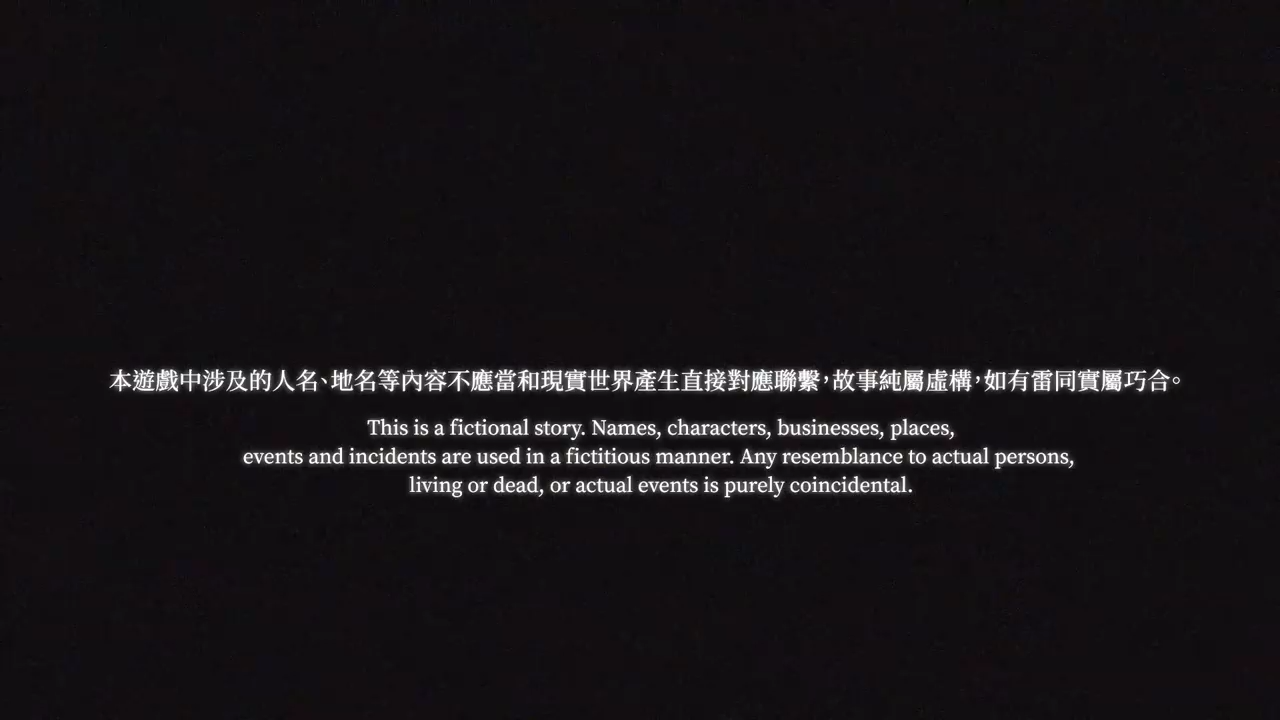 本遊戲中涉及的人名、地名等內容不應當和現實世界產生直接對應聯繫，故事純屬虛構，如有雷同實屬巧合。
This is a fictional story. Names, characters, businesses, places,
events and incidents are used in a fictitious manner. Any resemblance to actual persons,
living or dead, or actual events is purely coincidental.